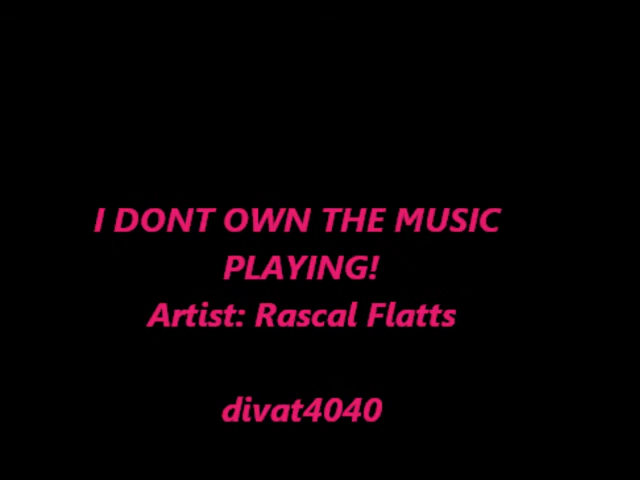 I DONT OWN THE MUSIC
PLAYING!
Artist: Rascal Flatts
divat4040